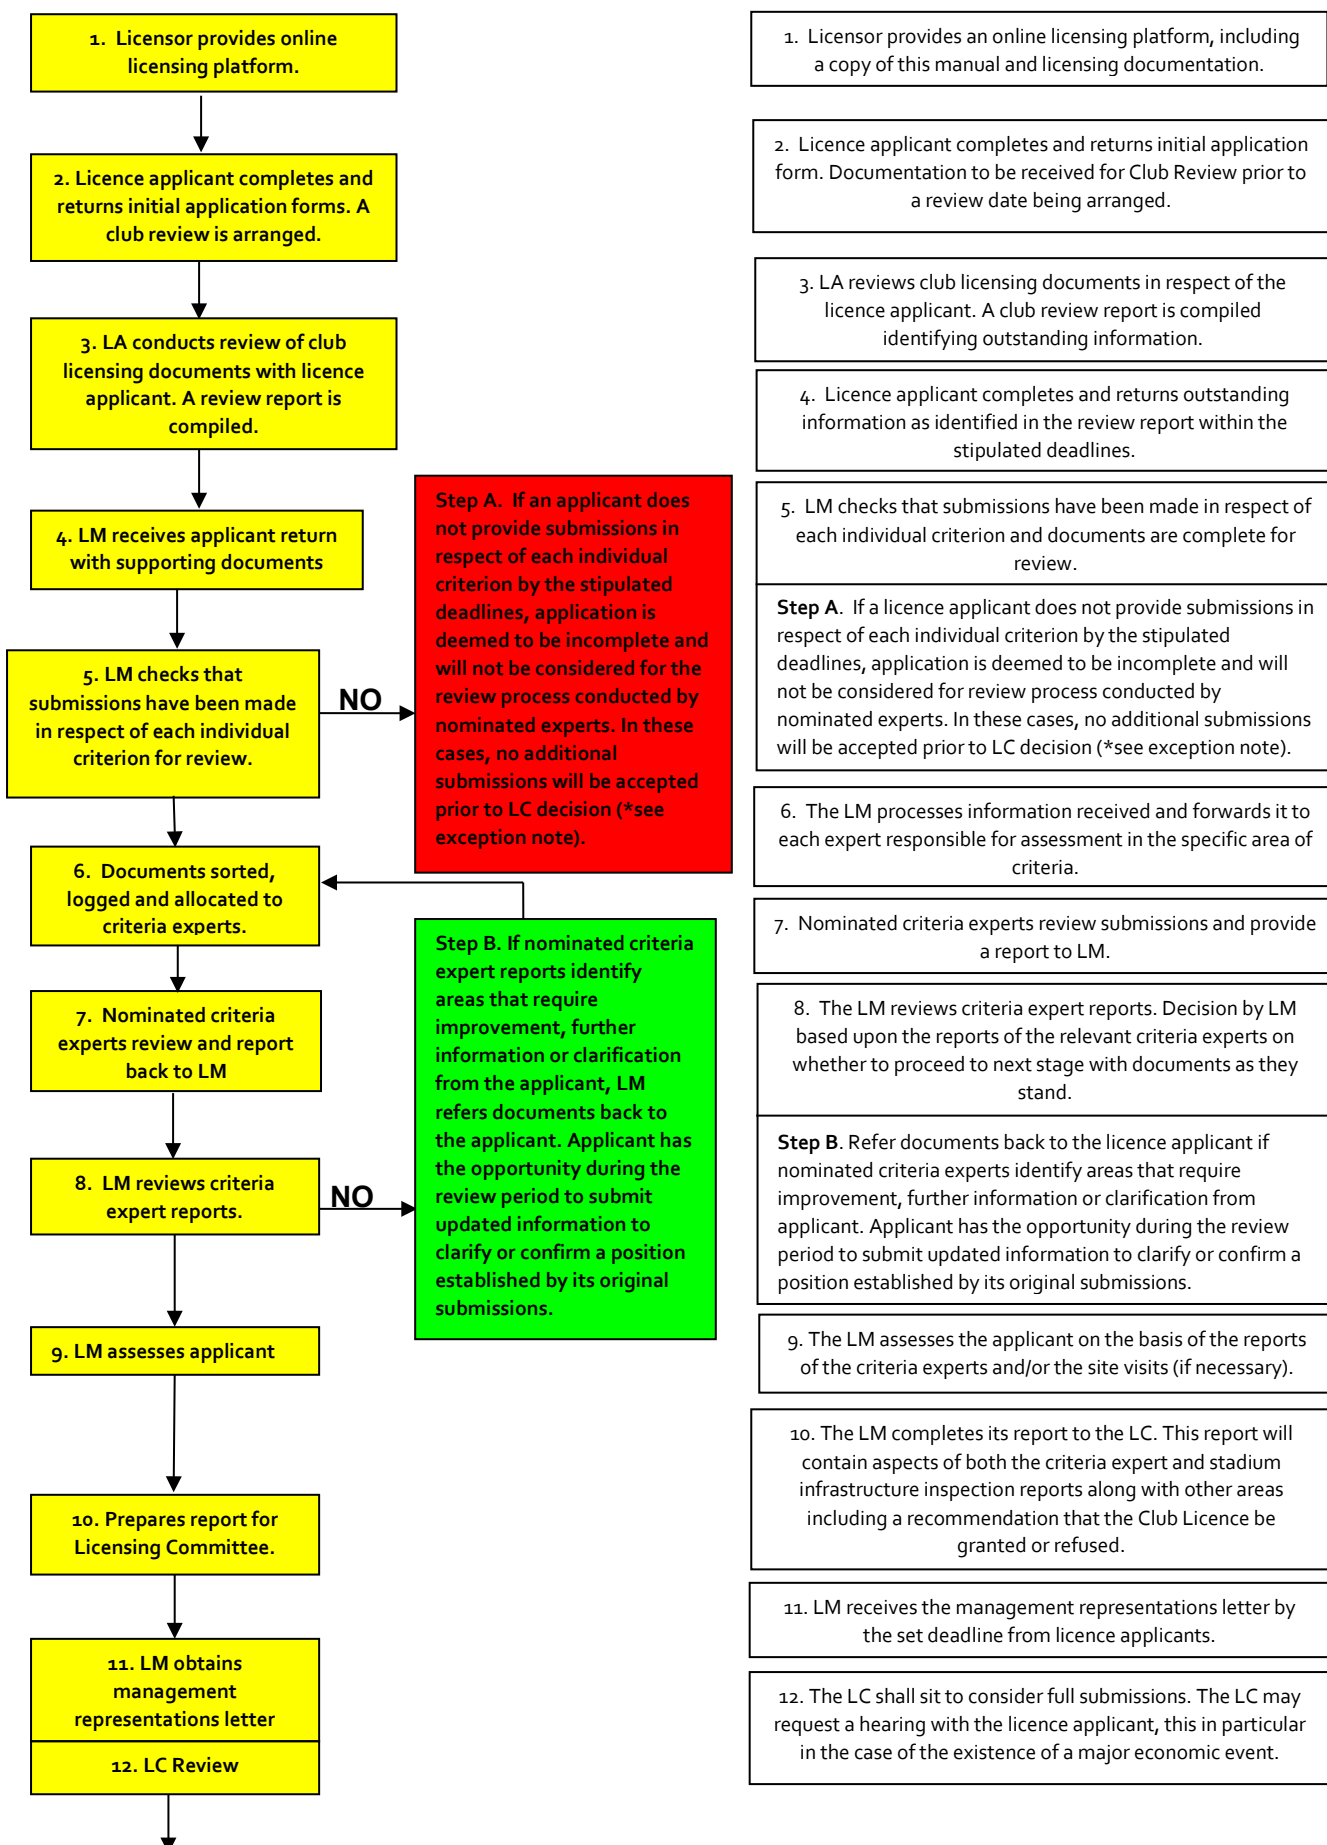 1. Licensor provides online
licensing platform.
2. Licence applicant completes and
returns initial application forms. A
club review is arranged.
3. LA conducts review of club
licensing documents with licence
applicant. A review report is
compiled.
4. LM receives applicant return
with supporting documents
5. LM checks that
submissions have been made
in respect of each individual
criterion for review.
NO
Step A. If an applicant does
not provide submissions in
respect of each individual
criterion by the stipulated
deadlines, application is
deemed to be incomplete and
will not be considered for the
review process conducted by
nominated experts. In these
cases, no additional
submissions will be accepted
prior to LC decision (*see
exception note).
6. Documents sorted,
logged and allocated to
criteria experts.
7. Nominated criteria
experts review and report
back to LM
8. LM reviews criteria
expert reports.
NO
Step B. If nominated criteria
expert reports identify
areas that require
improvement, further
information or clarification
from the applicant, LM
refers documents back to
the applicant. Applicant has
the opportunity during the
review period to submit
updated information to
clarify or confirm a position
established by its original
submissions.
9. LM assesses applicant
10. Prepares report for
Licensing Committee.
11. LM obtains
management
representations letter
12. LC Review
1. Licensor provides an online licensing platform, including
a copy of this manual and licensing documentation.
2. Licence applicant completes and returns initial application
form. Documentation to be received for Club Review prior to
a review date being arranged.
3. LA reviews club licensing documents in respect of the
licence applicant. A club review report is compiled
identifying outstanding information.
4. Licence applicant completes and returns outstanding
information as identified in the review report within the
stipulated deadlines.
5. LM checks that submissions have been made in respect of
each individual criterion and documents are complete for
review.
Step A. If a licence applicant does not provide submissions in
respect of each individual criterion by the stipulated
deadlines, application is deemed to be incomplete and will
not be considered for review process conducted by
nominated experts. In these cases, no additional submissions
will be accepted prior to LC decision (*see exception note).
6. The LM processes information received and forwards it to
each expert responsible for assessment in the specific area of
criteria.
7. Nominated criteria experts review submissions and provide
a report to LM.
8. The LM reviews criteria expert reports. Decision by LM
based upon the reports of the relevant criteria experts on
whether to proceed to next stage with documents as they
stand.
Step B. Refer documents back to the licence applicant if
nominated criteria experts identify areas that require
improvement, further information or clarification from
applicant. Applicant has the opportunity during the review
period to submit updated information to clarify or confirm a
position established by its original submissions.
9. The LM assesses the applicant on the basis of the reports
of the criteria experts and/or the site visits (if necessary).
10. The LM completes its report to the LC. This report will
contain aspects of both the criteria expert and stadium
infrastructure inspection reports along with other areas
including a recommendation that the Club Licence be
granted or refused.
11. LM receives the management representations letter by
the set deadline from licence applicants.
12. The LC shall sit to consider full submissions. The LC may
request a hearing with the licence applicant, this in particular
in the case of the existence of a major economic event.